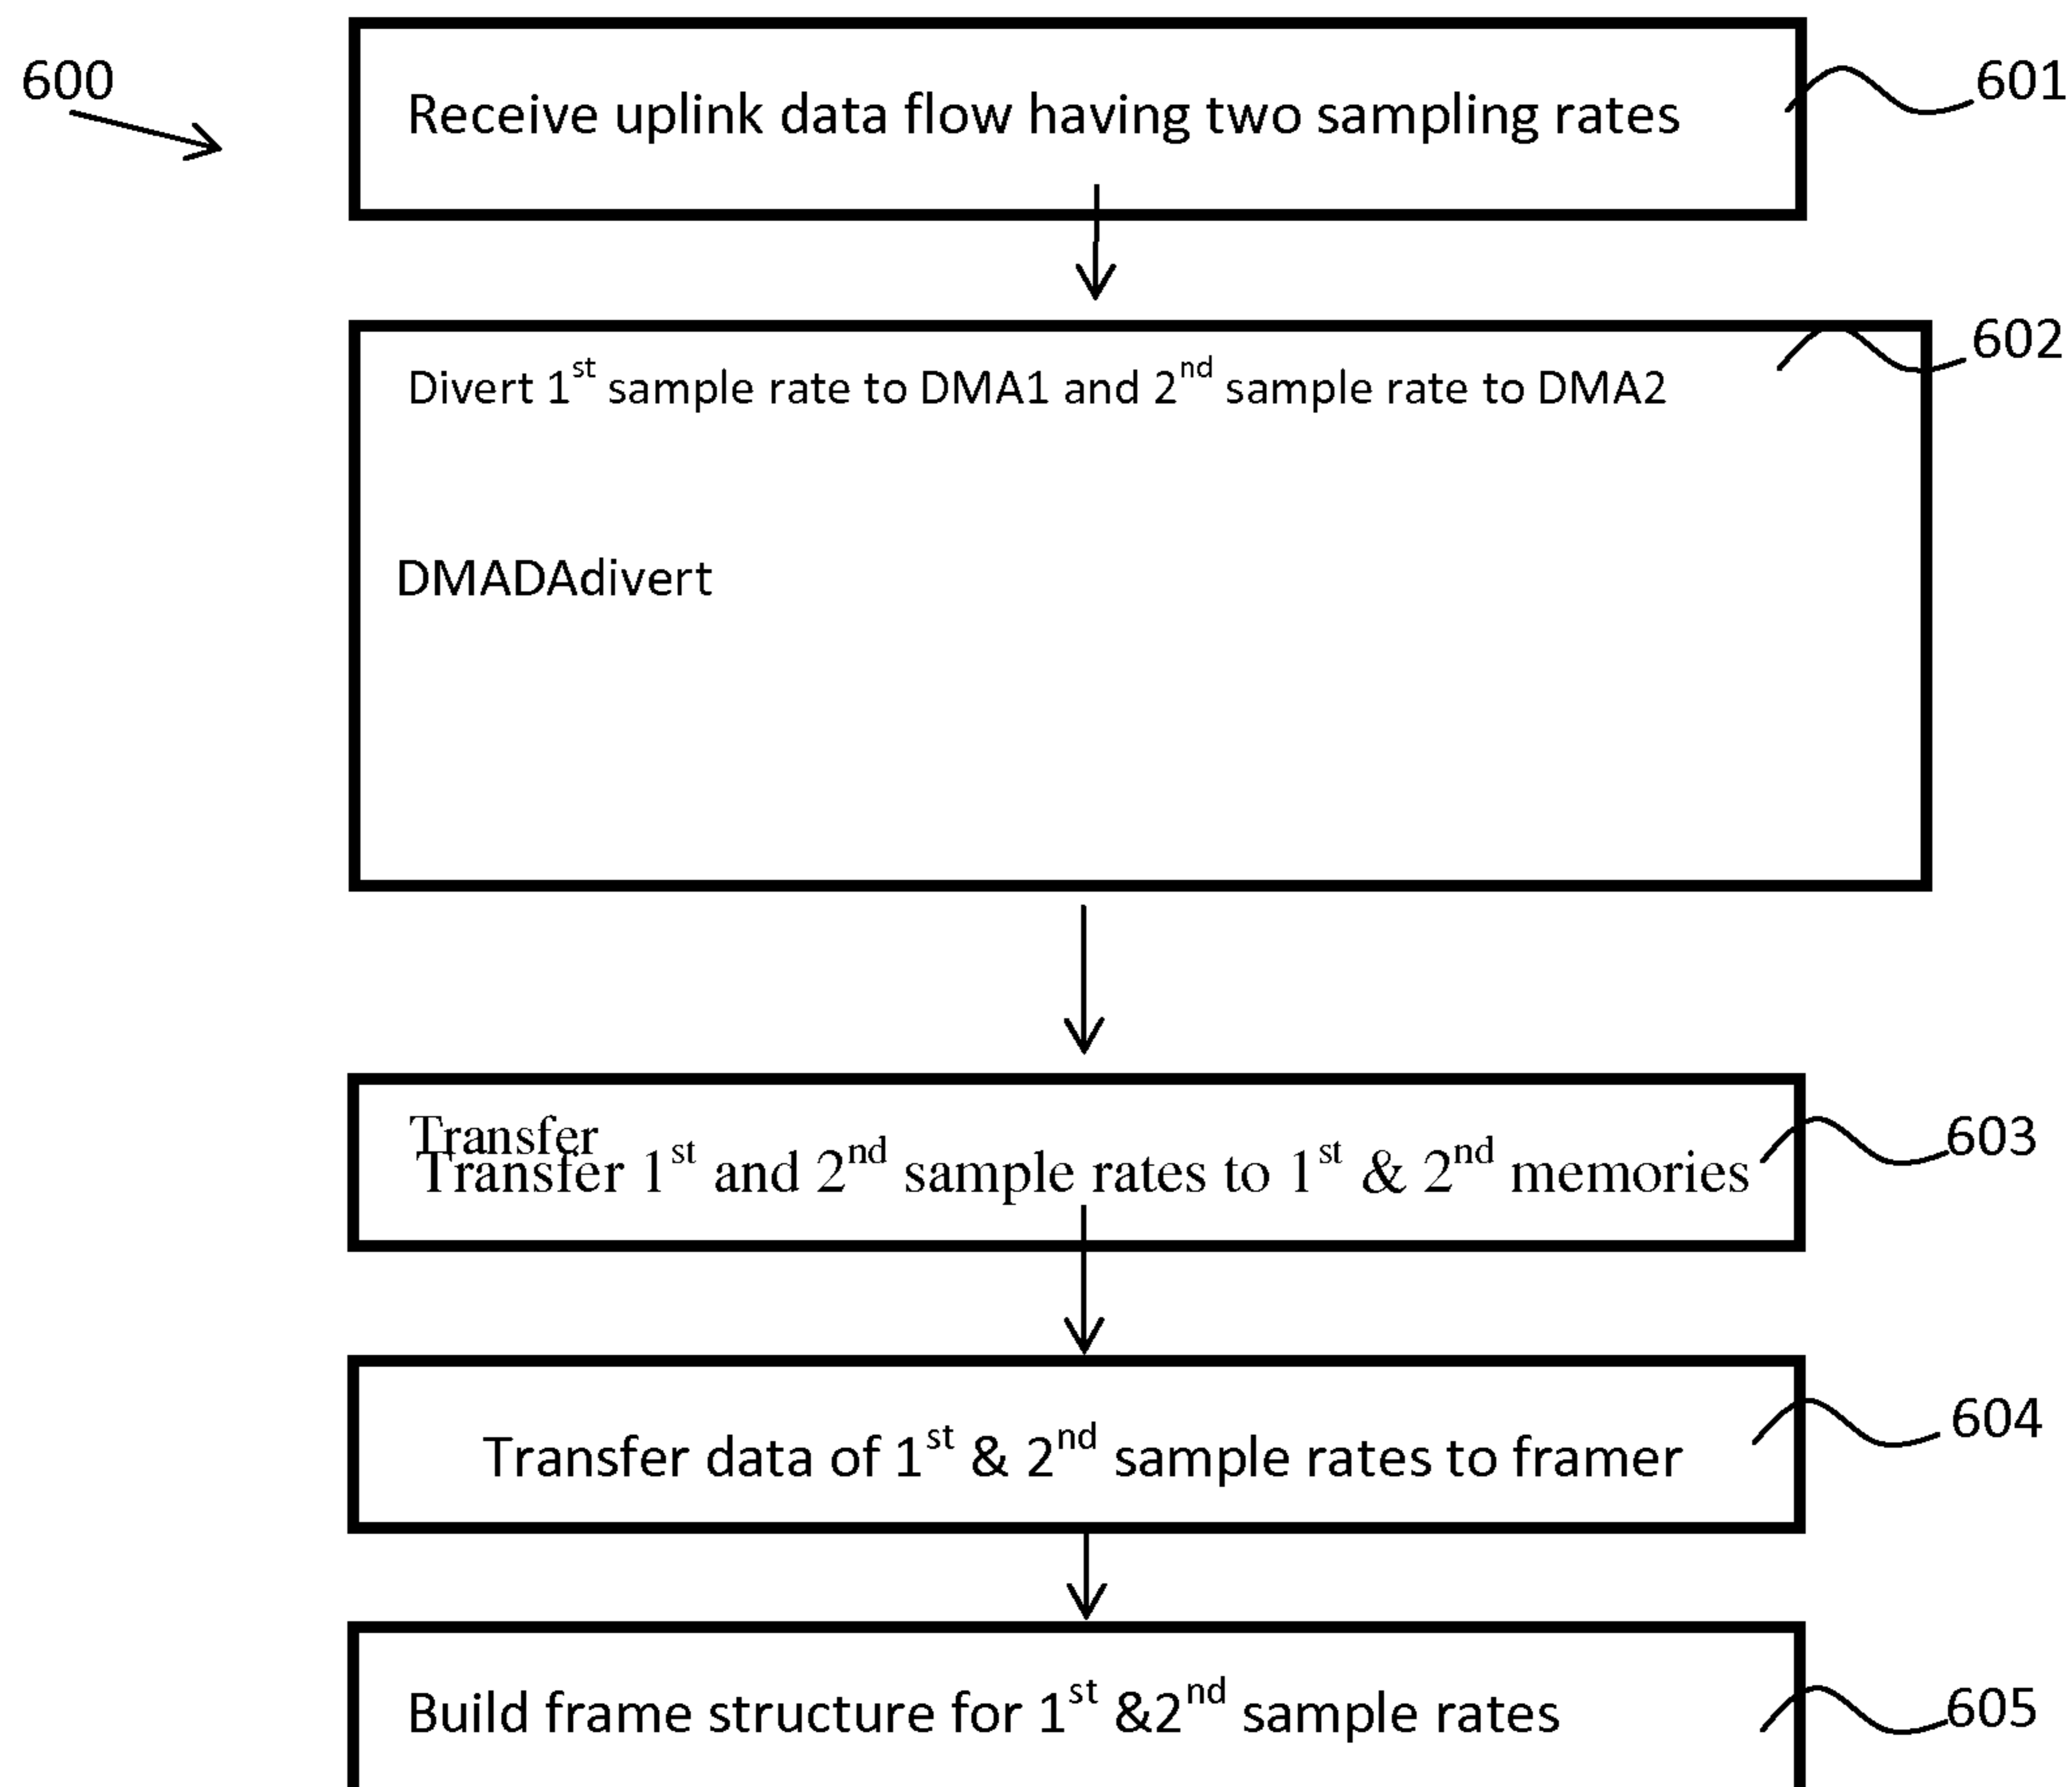 600
Receive uplink data flow having two sampling rates
601
Divert 1st sample rate to DMA1 and 2nd sample rate to DMA2
602
DMADAdivert
Transfer
Transfer 1st and 2nd sample rates to 1st & 2nd memories
603
Transfer data of 1st & 2nd sample rates to framer
604
Build frame structure for 1st &2nd sample rates
605